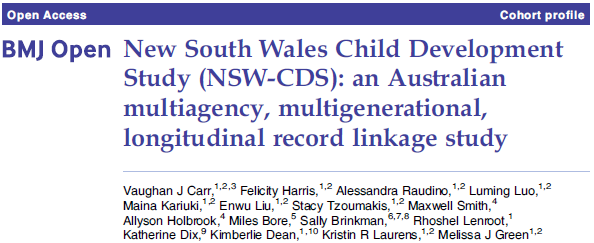 Open Access
Cohort profile
BMJ Open New South Wales Child Development
Study (NSW-CDS): an Australian
multiagency, multigenerational,
longitudinal record linkage study
Vaughan J Carr,1,2,3 Felicity Harris,1,2 Alessandra Raudino,1,2 Luming Luo,1,2
Maina Kariuki,1,2 Enwu Liu,1,2 Stacy Tzoumakis,1,2 Maxwell Smith,4
Allyson Holbrook,4 Miles Bore,5 Sally Brinkman,6,7,8 Rhoshel Lenroot,1
Katherine Dix,9 Kimberlie Dean,1,10 Kristin R Laurens,1,2 Melissa J Green1,2